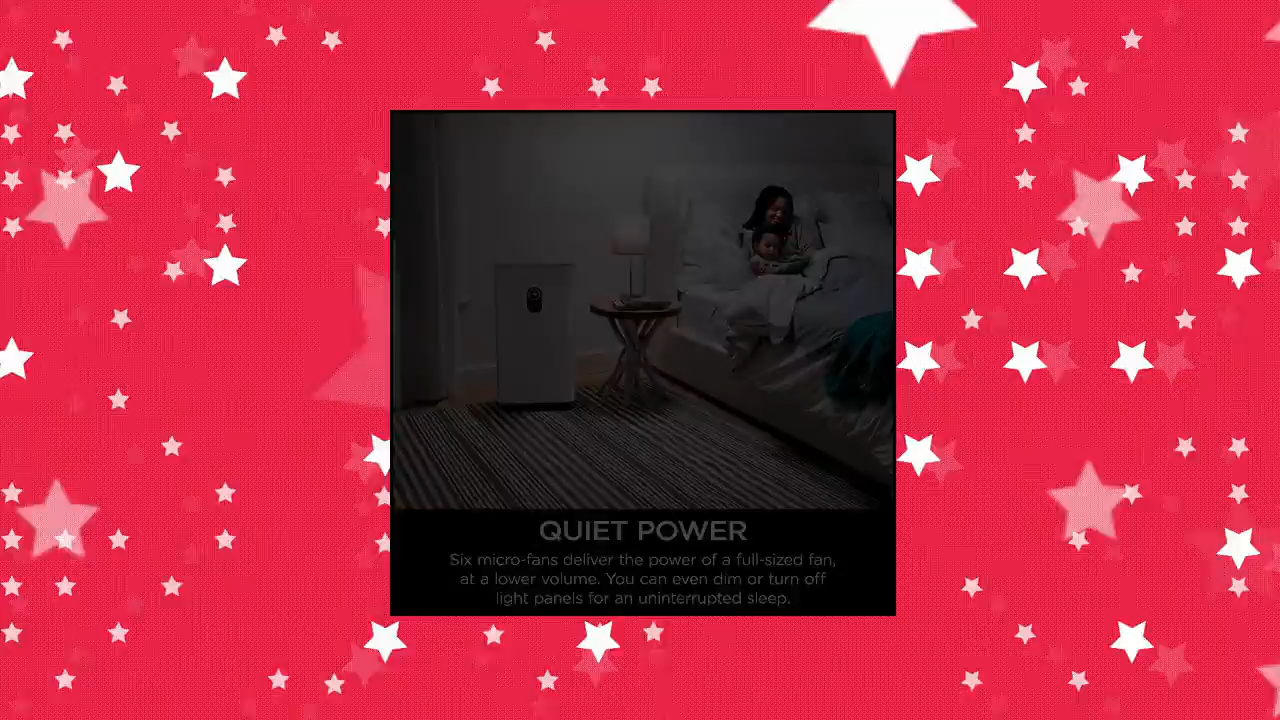 QUIET POWER
Six micro-fans deliver the power of a full-sized fan,
at a lower volume. You can even dim or turn off
light panels for an uninterrupted sleep.